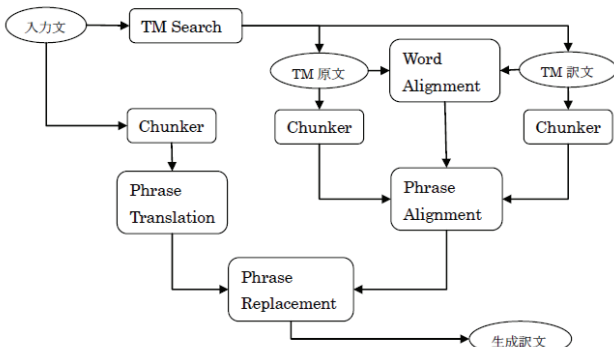 入力文
TM Search
TM 原文
Word
Alignment
TM 訳文
Chunker
Chunker
Chunker
Phrase
Translation
Phrase
Alignment
Phrase
Replacement
生成訳文